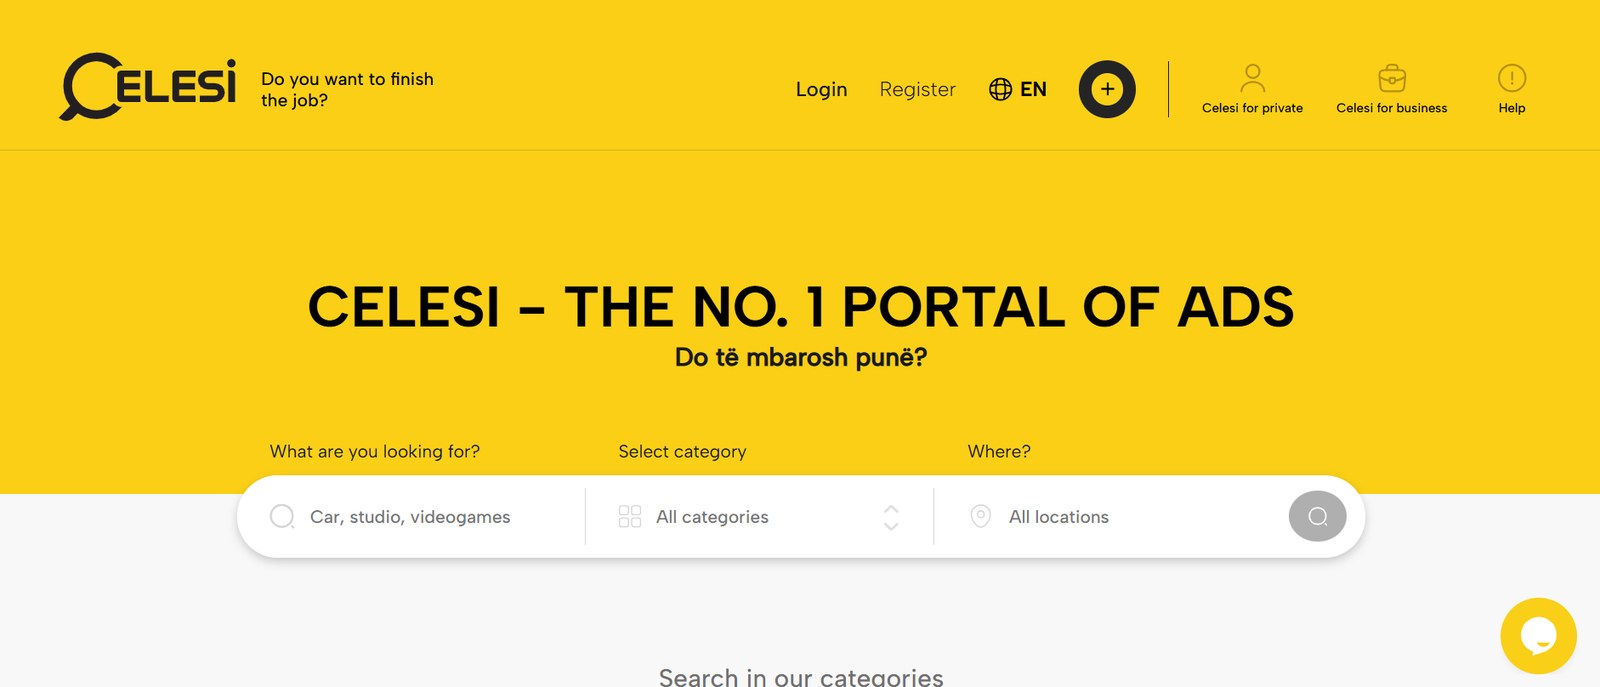 CELESI
Do you want to finish
the job?
Login
Register
EN
Celesi for private
Celesi for business
Help
CELESI - THE NO. 1 PORTAL OF ADS
Do të mbarosh punë?
What are you looking for?
Select category
Where?
Car, studio, videogames
All categories
All locations
Search in our categories